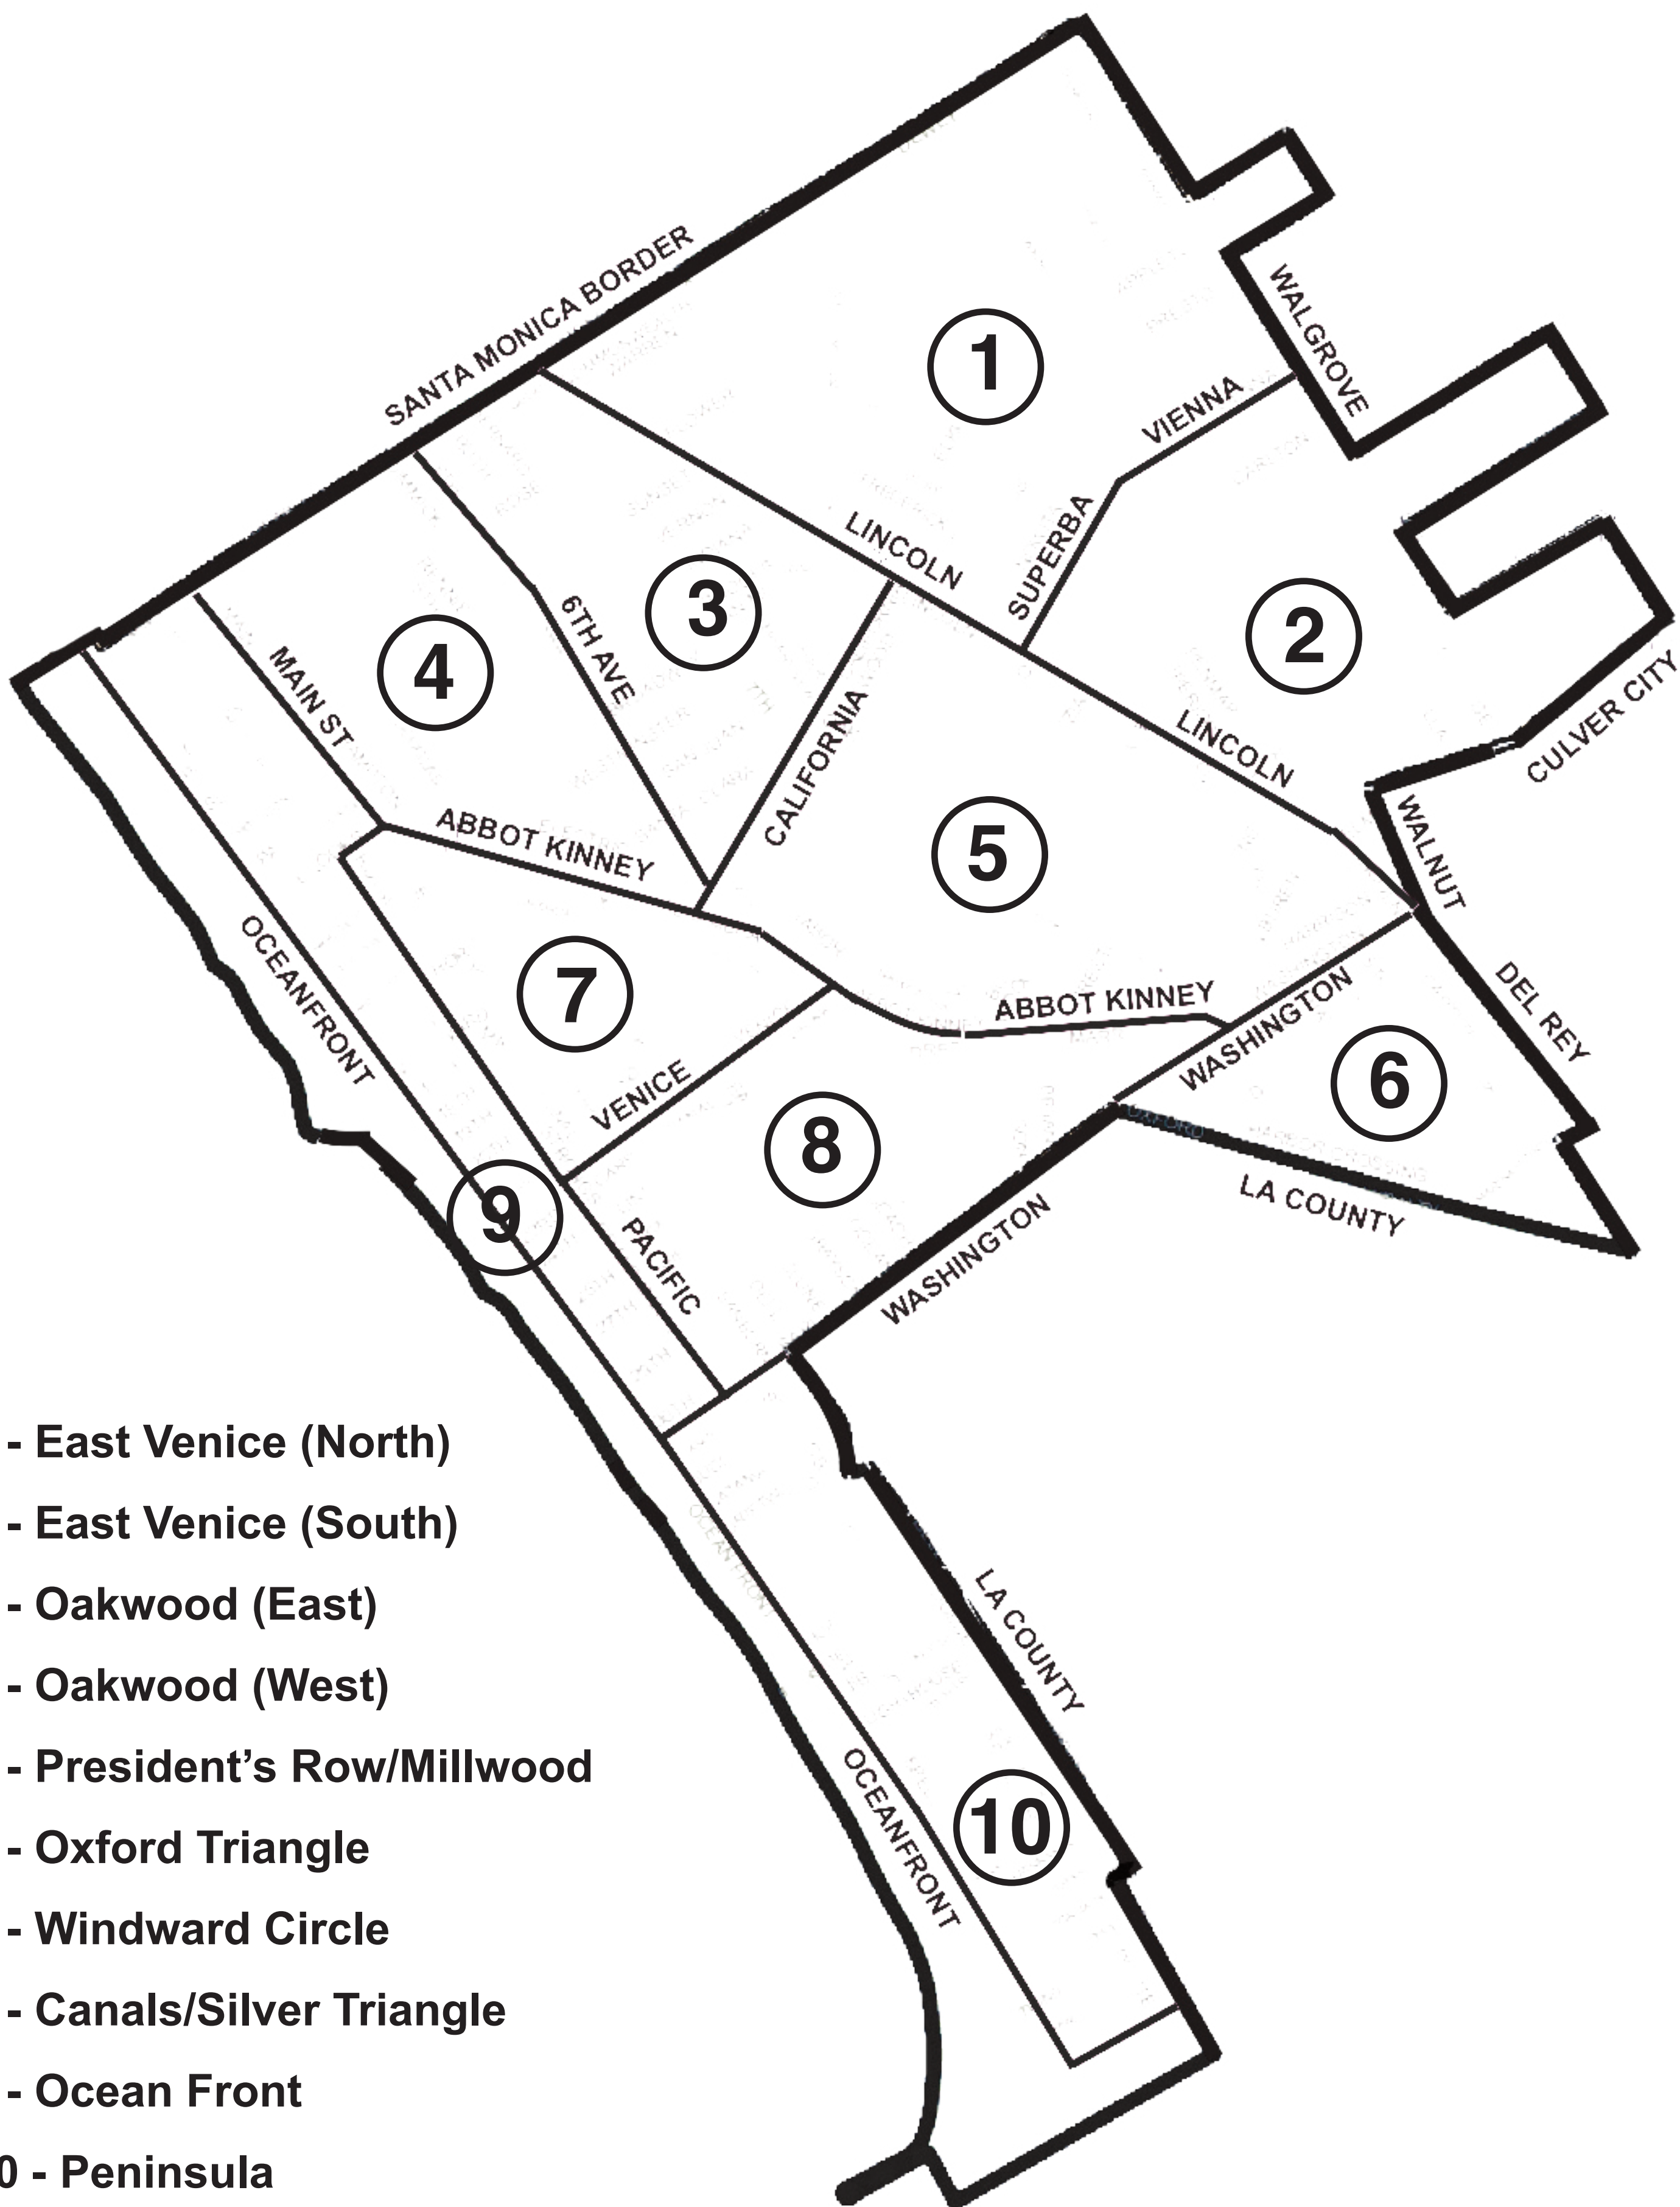 SANTA MONICA BORDER
WALGROVE
1
VIENNA
LINCOLN
SUPERBA
3
6TH AVE
2
4
MAIN ST
CULVER CITY
CALIFORNIA
LINCOLN
ABBOT KINNEY
5
WALNUT
OCEANFRONT
7
ABBOT KINNEY
DEL REY
WASHINGTON
VENICE
6
OXFORD
8
LA COUNTY
9
PACIFIC
WASHINGTON
- East Venice (North)
- East Venice (South)
OCEAN FRONT
- Oakwood (East)
LA COUNTY
- Oakwood (West)
- President’s Row/Millwood
OCEANFRONT
10
- Oxford Triangle
- Windward Circle
- Canals/Silver Triangle
- Ocean Front
0 - Peninsula